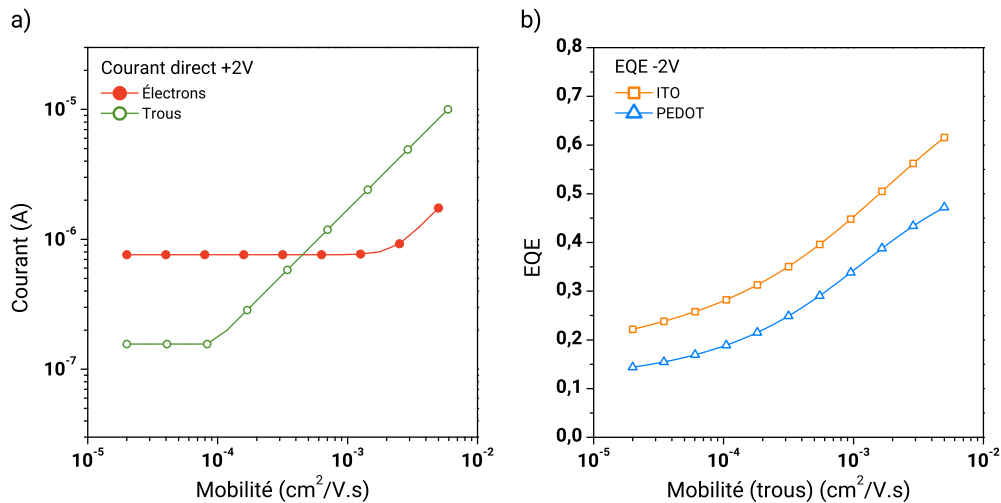 a)
Courant direct +2V
Électrons
Trous
10^-5
10^-6
10^-7
Courant (A)
10^-5
10^-4
10^-3
10^-2
Mobilité (cm²/V.s)
b)
EQE -2V
ITO
PEDOT
0,8
0,7
0,6
0,5
0,4
0,3
0,2
0,1
0,0
EQE
10^-5
10^-4
10^-3
10^-2
Mobilité (trous) (cm²/V.s)